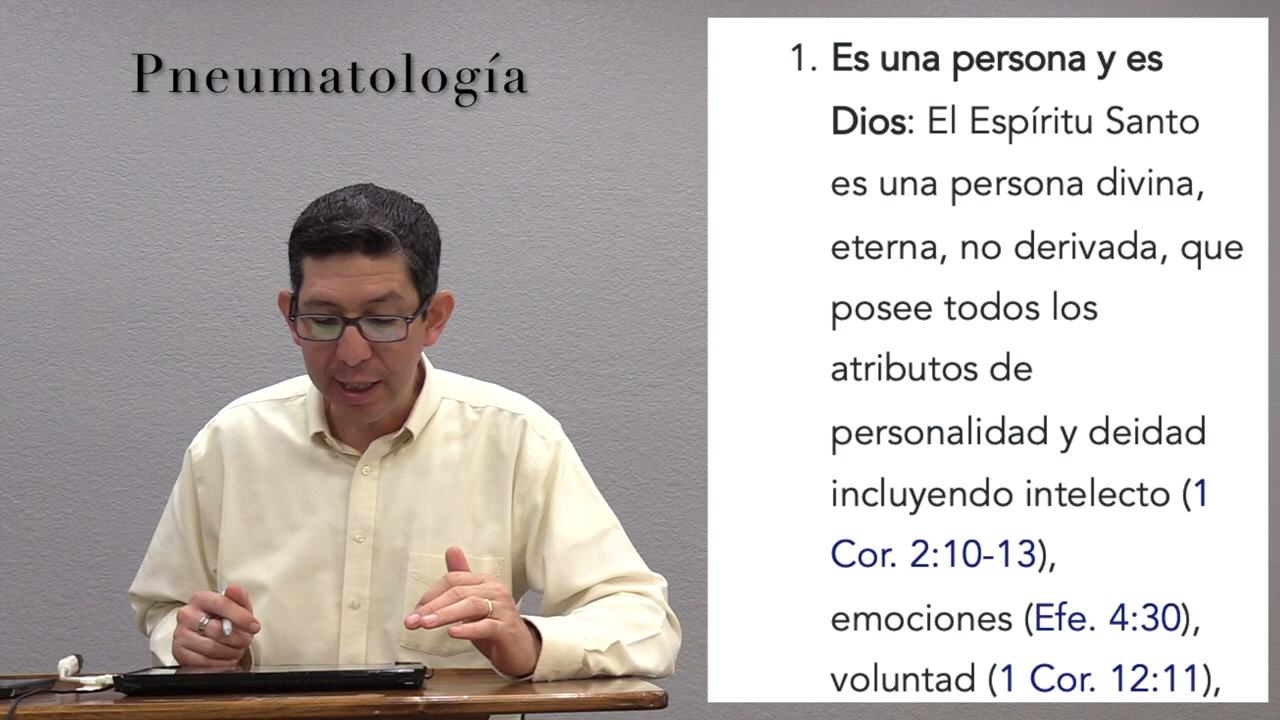 Pneumatología
1. Es una persona y es
Dios: El Espíritu Santo
es una persona divina,
eterna, no derivada, que
posee todos los
atributos de
personalidad y deidad
incluyendo intelecto (1
Cor. 2:10-13),
emociones (Efe. 4:30),
voluntad (1 Cor. 12:11),